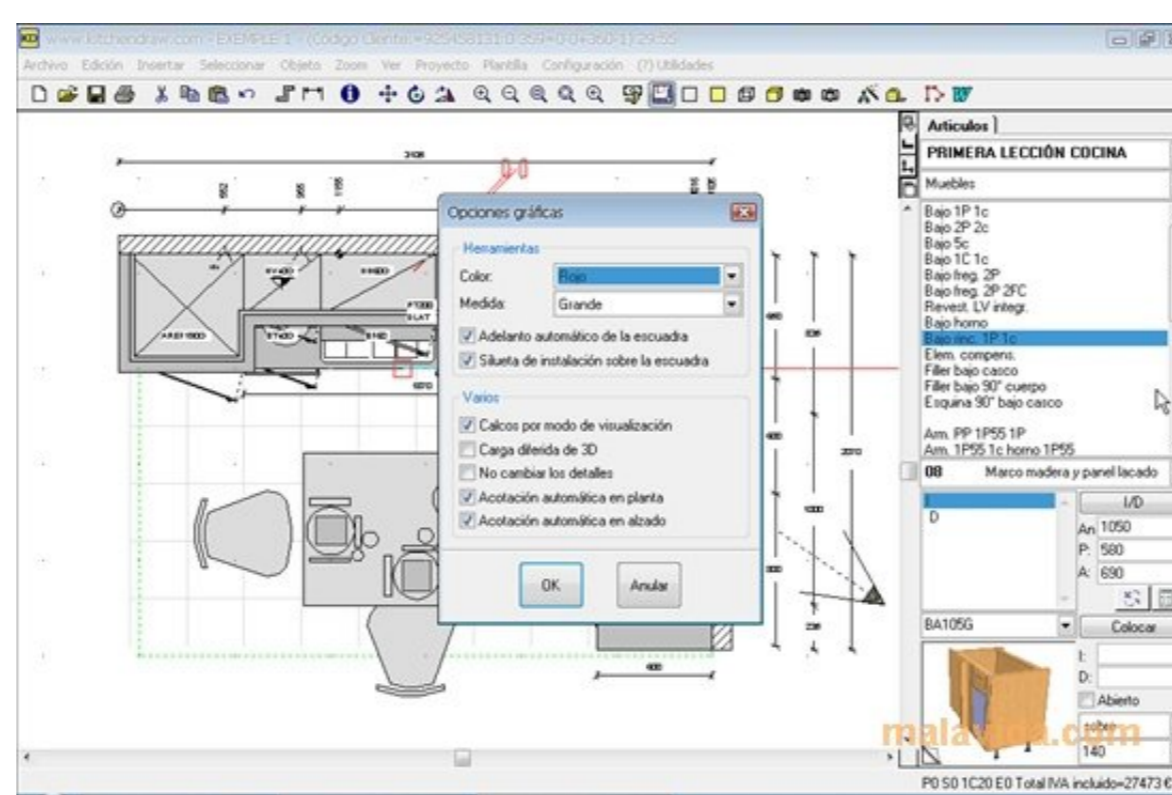 www.kitchendraw.com - EXEMPLE 1 - (Código Cliente:=925458131:0
Archivo Edición Insertar Seleccionar Objeto Zoom Ver Proyecto Plantilla Configuración (?) Utilidades
Articulos
PRIMERA LECCIÓN COCINA
Muebles
Bajo 1P 1c
Bajo 2P 2c
Bajo 5c
Bajo 1C 1c
Bajo freg. 2P
Bajo freg. 2P 2FC
Revest. LV integr.
Bajo horno
Bajo rinc. 1P 1c
Elem. compens.
Filler bajo casco
Filler bajo 90° cuerpo
Esquina 90° bajo casco
Arm. PP 1P55 1P
Arm. 1P55 1c horno 1P55
08 Marco madera y panel lacado
I
D
I/D
An 1050
P: 580
A: 690
BA105G
Colocar
I:
D:
Abierto
sobre
140
P0 S0 1C20 E0 Total IVA incluido=27473 €
Opciones gráficas
Herramientas
Color: Rojo
Medida: Grande
Adelanto automático de la escuadra
Silueta de instalación sobre la escuadra
Varios
Calcos por modo de visualización
Carga diferida de 3D
No cambiar los detalles
Acotación automática en planta
Acotación automática en alzado
OK Anular
600